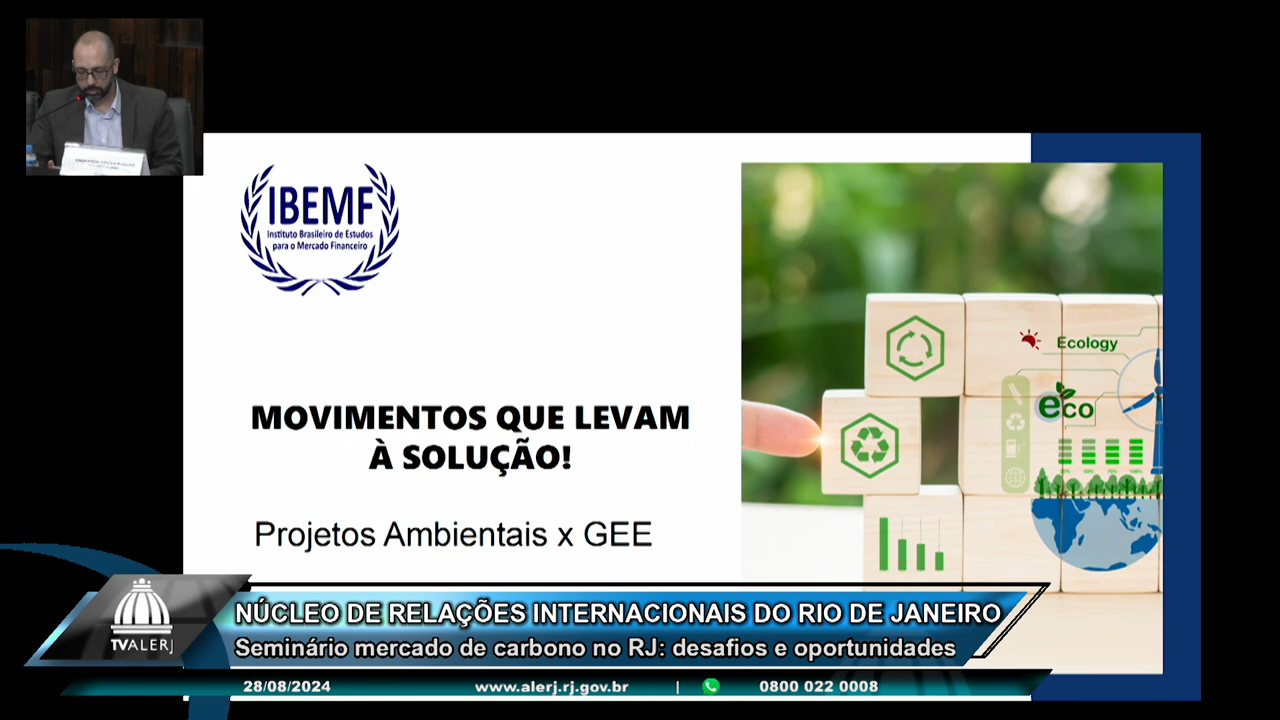 IBEMF
Instituto Brasileiro de Estudos
para o Mercado Financeiro
MOVIMENTOS QUE LEVAM
À SOLUÇÃO!
Projetos Ambientais x GEE
Ecology
eco
TVALERJ
NÚCLEO DE RELAÇÕES INTERNACIONAIS DO RIO DE JANEIRO
Seminário mercado de carbono no RJ: desafios e oportunidades
28/08/2024 www.alerj.rj.gov.br | 0800 022 0008